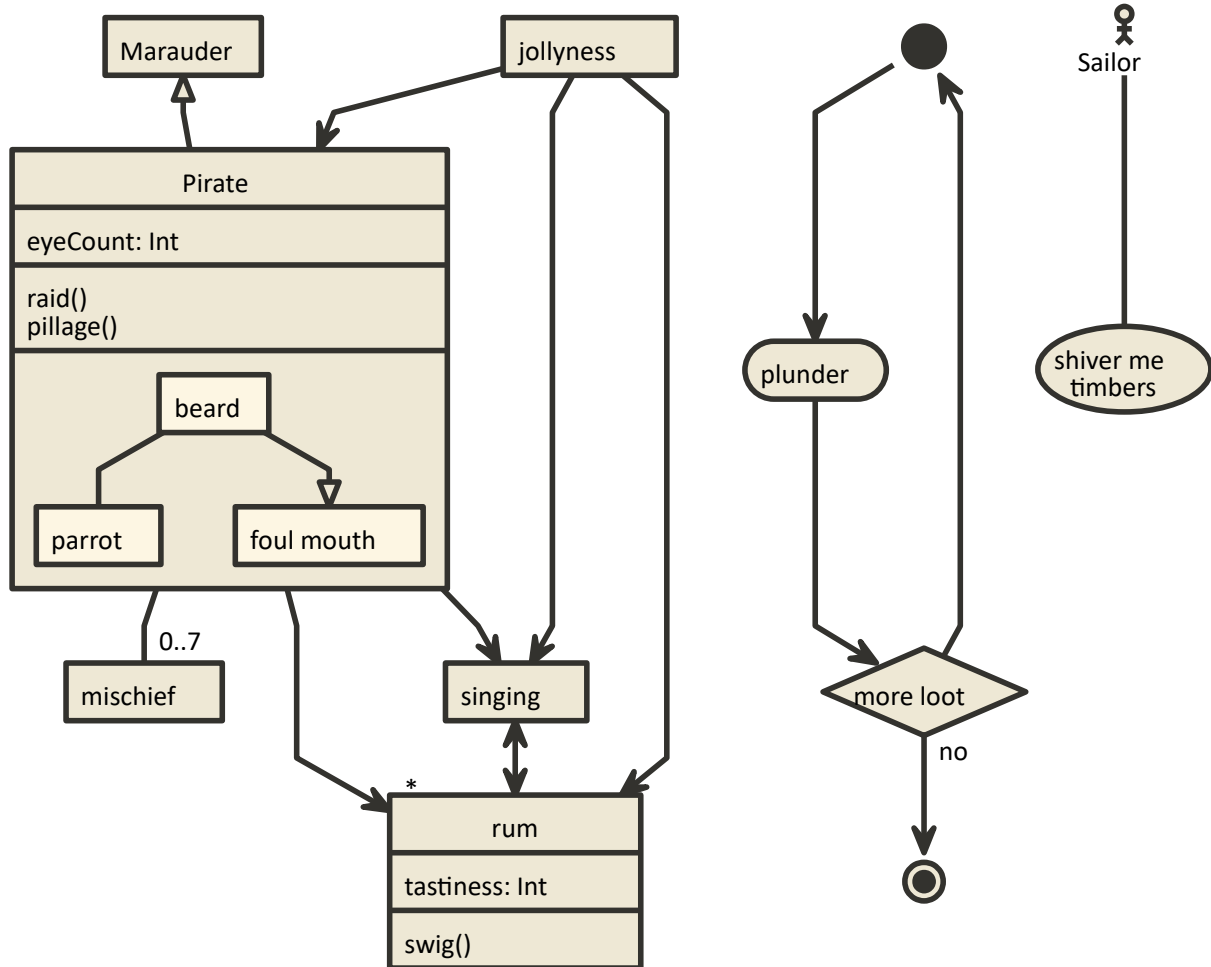 Marauder
jollyness
Sailor
Pirate
eyeCount: Int
raid()
pillage()
shiver me
timbers
plunder
beard
parrot
foul mouth
0..7
mischief
singing
more loot
no
*
rum
tastiness: Int
swig()